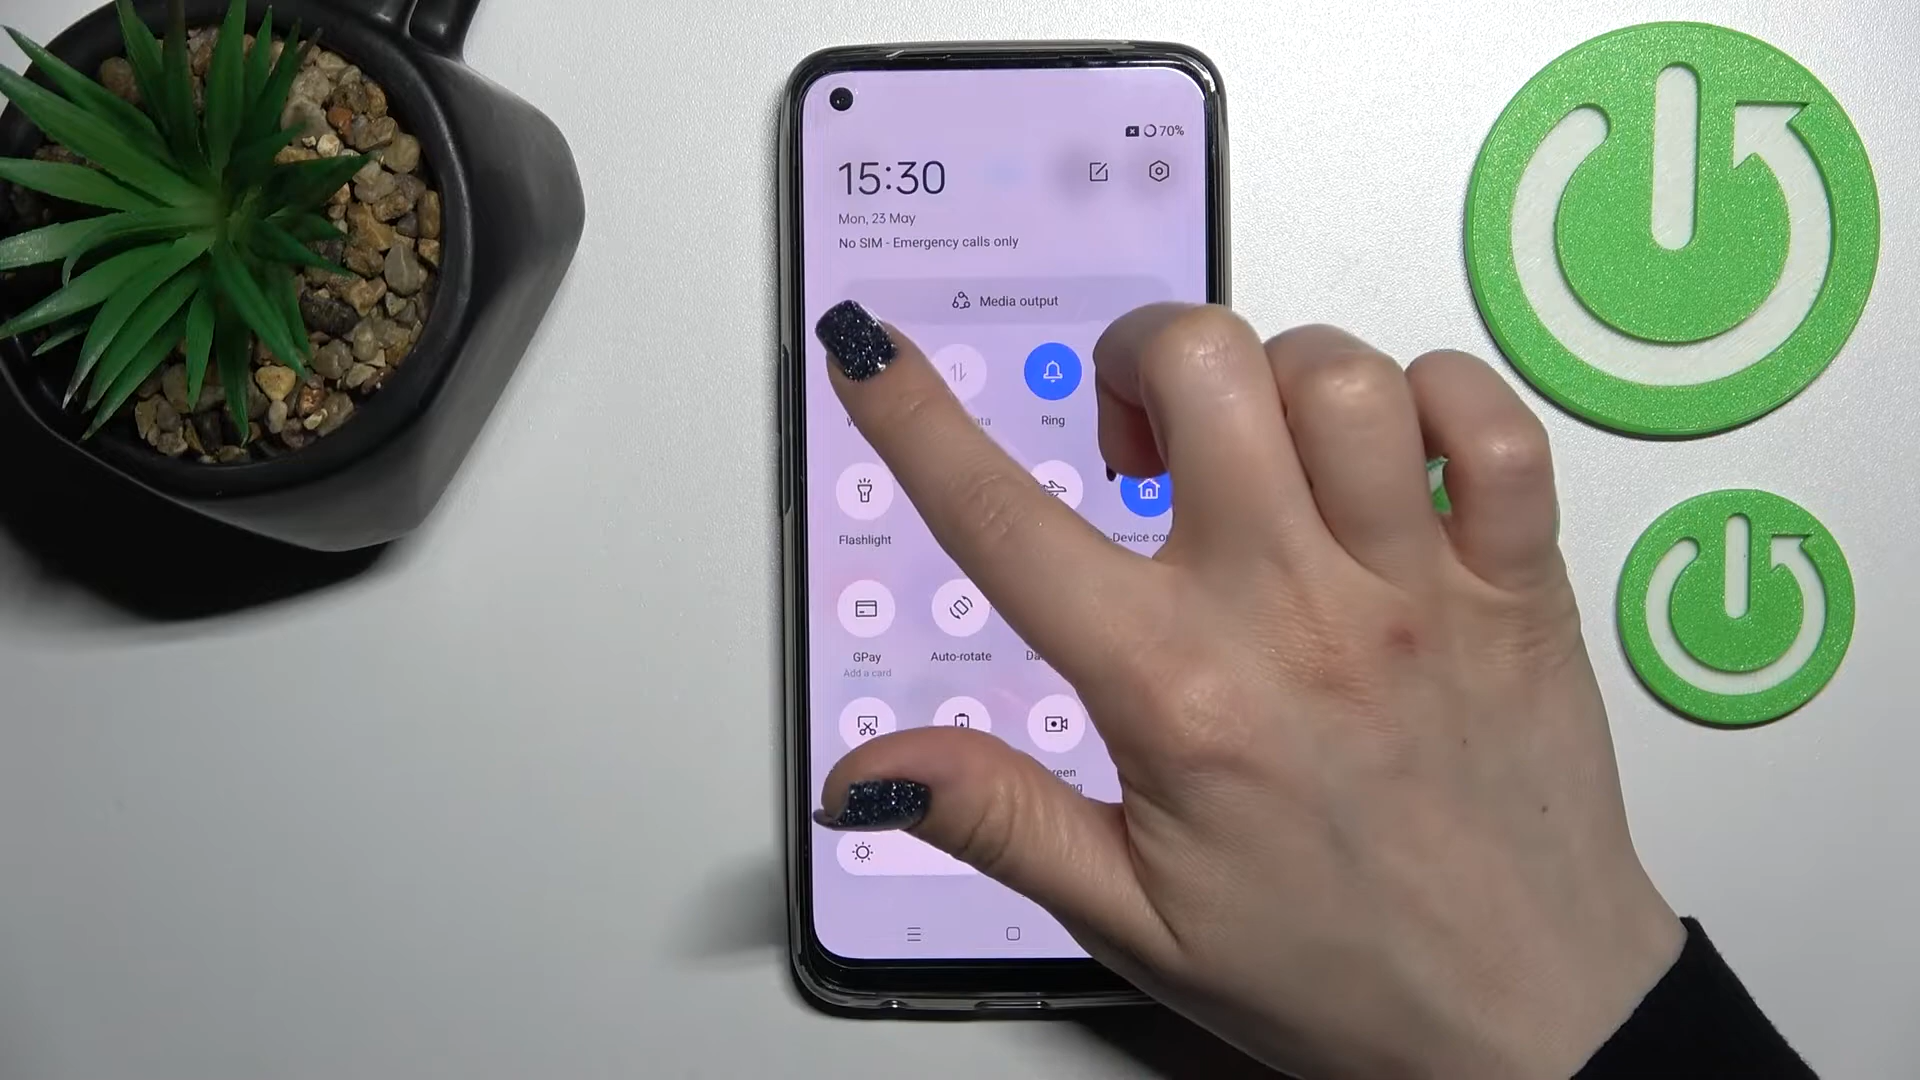 70%
15:30
Mon, 23 May
No SIM - Emergency calls only
Media output
Ring
Flashlight
Device
GPay
Auto-rotate
Add a card